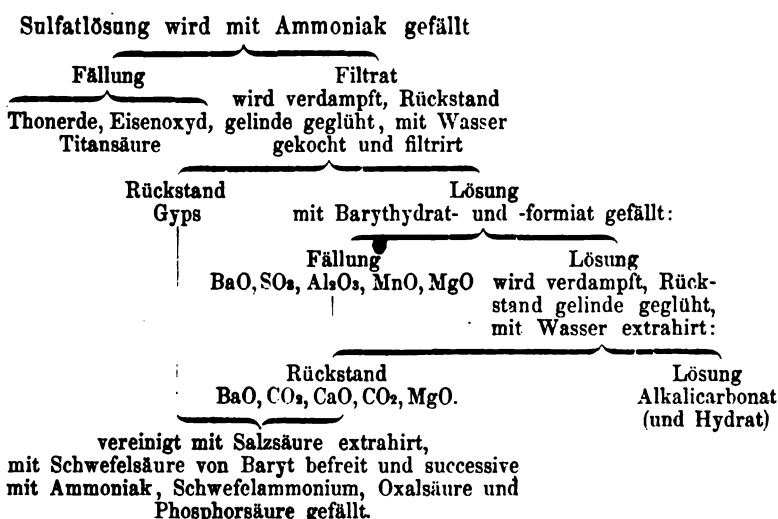 Sulfatlösung wird mit Ammoniak gefällt
Fällung
Thonerde, Eisenoxyd,
Titansäure
Filtrat
wird verdampft, Rückstand
gelinde geglüht, mit Wasser
gekocht und filtrirt
Rückstand
Gyps
Lösung
mit Barythydrat- und -formiat gefällt:
Fällung
BaO, SO₃, Al₂O₃, MnO, MgO
Lösung
wird verdampft, Rück-
stand gelinde geglüht,
mit Wasser extrahirt:
Rückstand
BaO, CO₂, CaO, CO₂, MgO.
Lösung
Alkalicarbonat
(und Hydrat)
vereinigt mit Salzsäure extrahirt,
mit Schwefelsäure von Baryt befreit und successive
mit Ammoniak, Schwefelammonium, Oxalsäure und
Phosphorsäure gefällt.